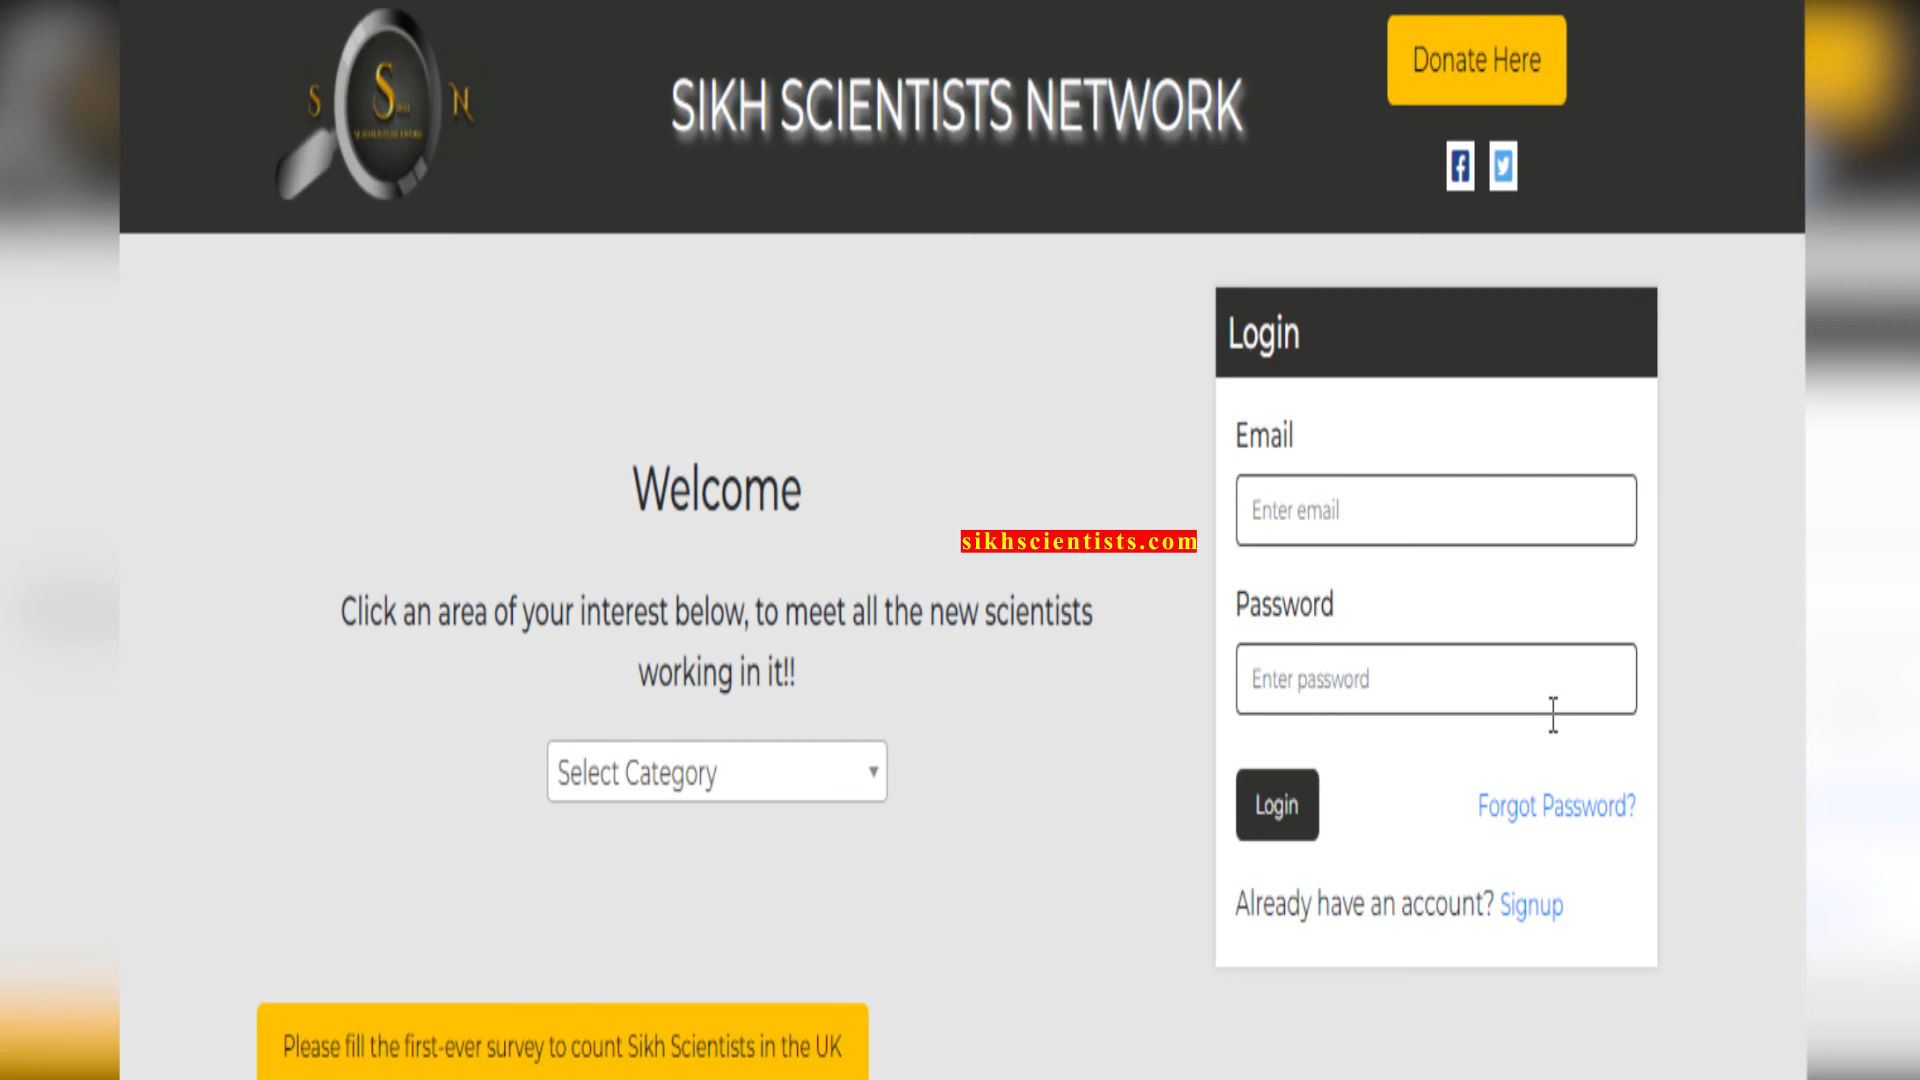 S
S
N
SIKH SCIENTISTS NETWORK
Donate Here
Login
Email
Enter email
Welcome
sikhscientists.com
Click an area of your interest below, to meet all the new scientists
working in it!!
Password
Enter password
Select Category
Login
Forgot Password?
Already have an account? Signup
Please fill the first-ever survey to count Sikh Scientists in the UK